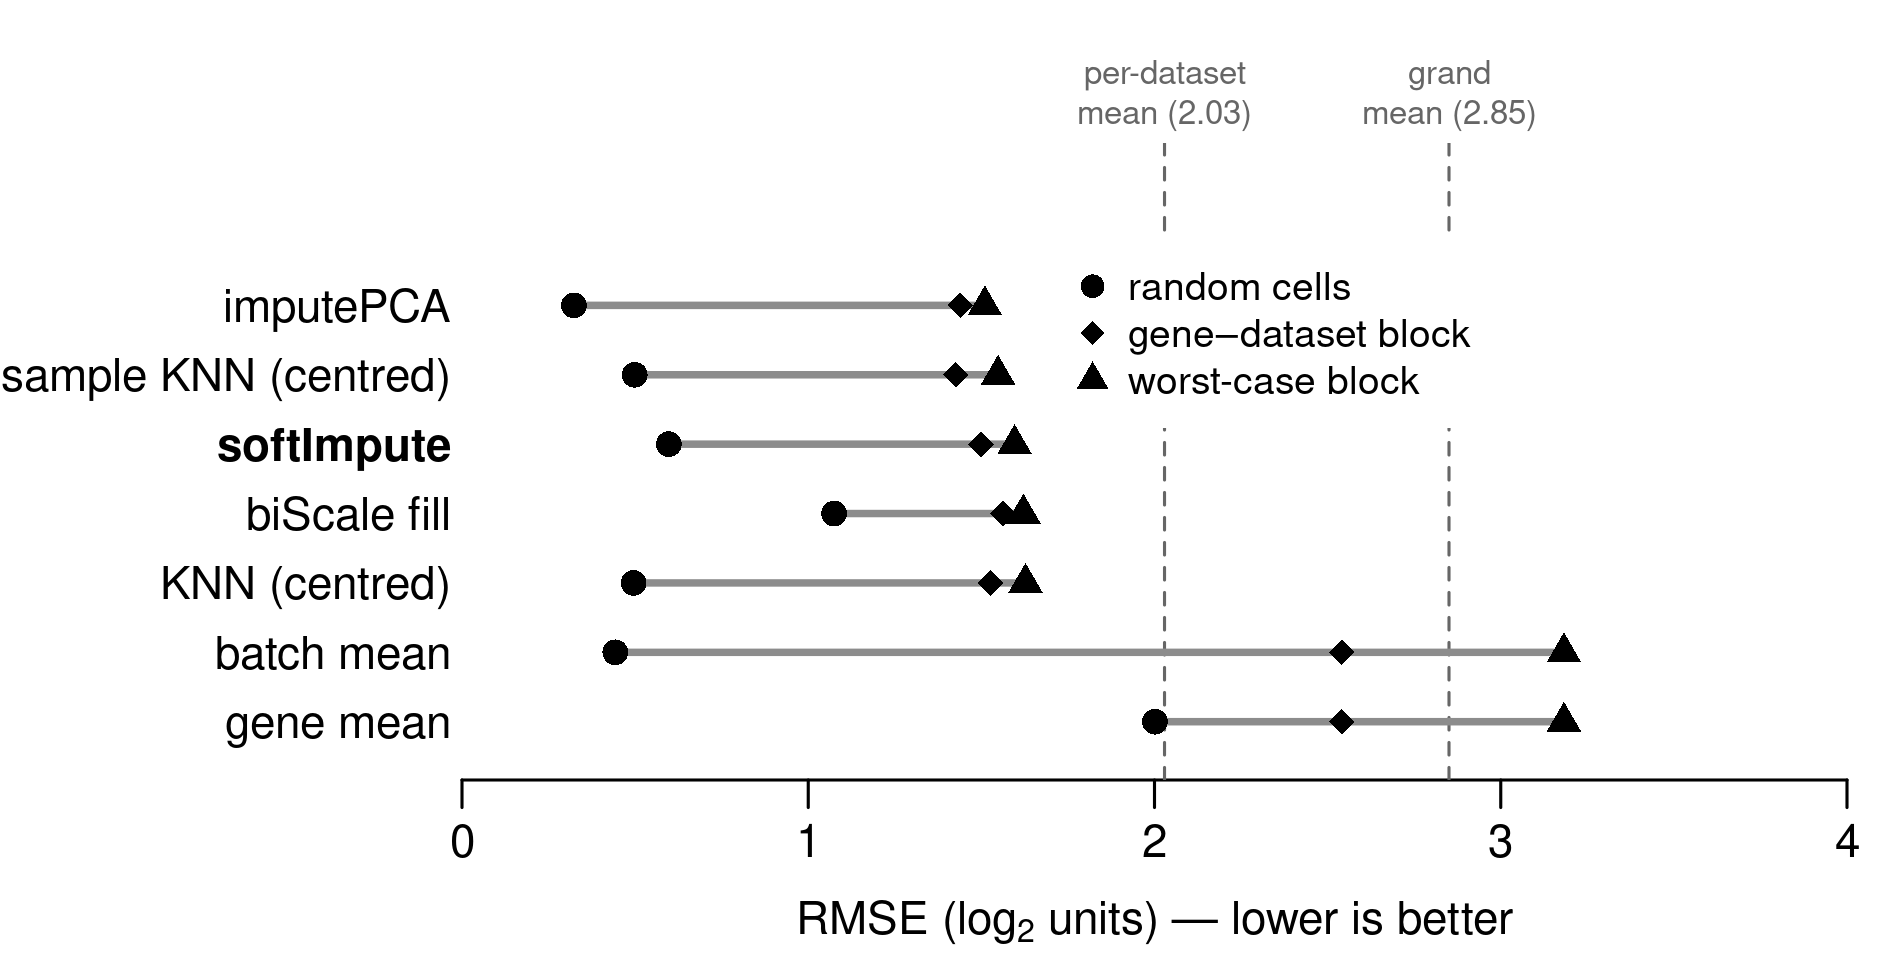 per-dataset
mean (2.03)
grand
mean (2.85)
random cells
gene–dataset block
worst-case block
imputePCA
sample KNN (centred)
softImpute
biScale fill
KNN (centred)
batch mean
gene mean
0 1 2 3 4
RMSE (log₂ units) — lower is better